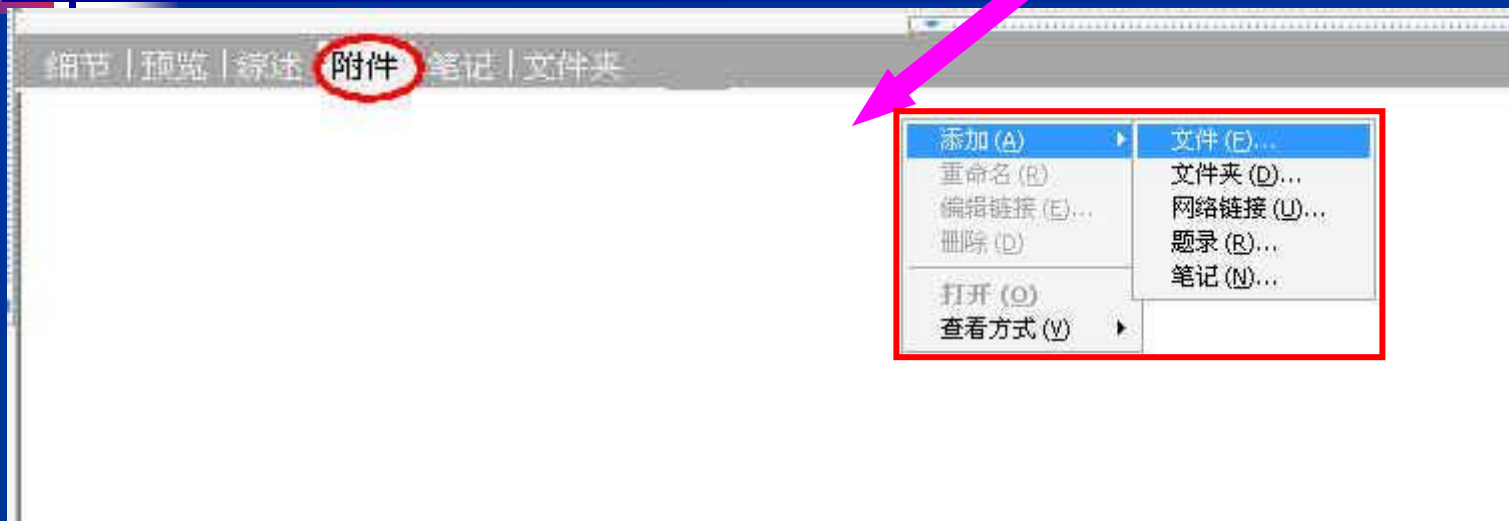 细节 | 预览 | 综述 附件 笔记 | 文件夹
添加(A) 文件(F)...
重命名(R) 文件夹(D)...
编辑链接(E)... 网络链接(U)...
删除(D) 题录(R)...
笔记(N)...
打开(O)
查看方式(V)